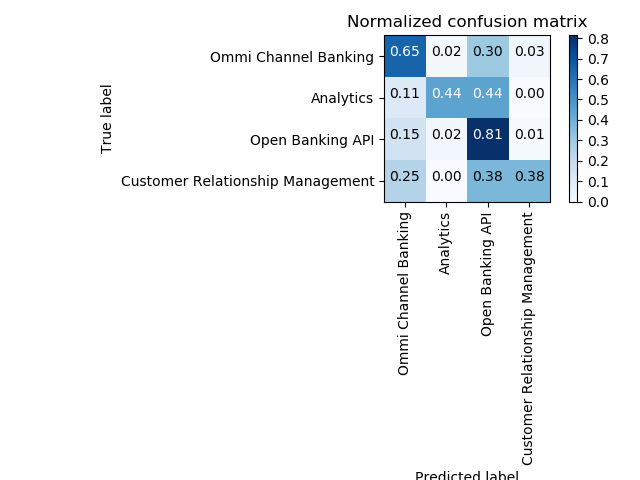 Normalized confusion matrix
True label
Ommi Channel Banking 0.65 0.02 0.30 0.03
Analytics 0.11 0.44 0.44 0.00
Open Banking API 0.15 0.02 0.81 0.01
Customer Relationship Management 0.25 0.00 0.38 0.38
0.8
0.7
0.6
0.5
0.4
0.3
0.2
0.1
0.0
Ommi Channel Banking
Analytics
Open Banking API
Customer Relationship Management
Predicted label